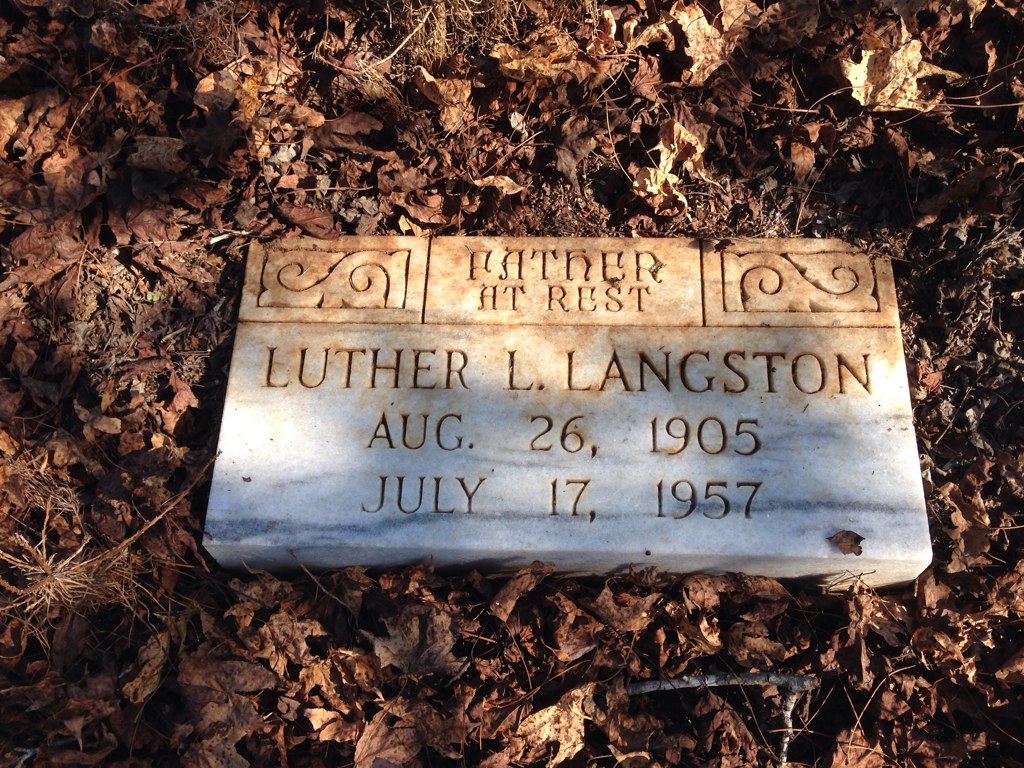 FATHER
AT REST
LUTHER L. LANGSTON
AUG. 26, 1905
JULY 17, 1957